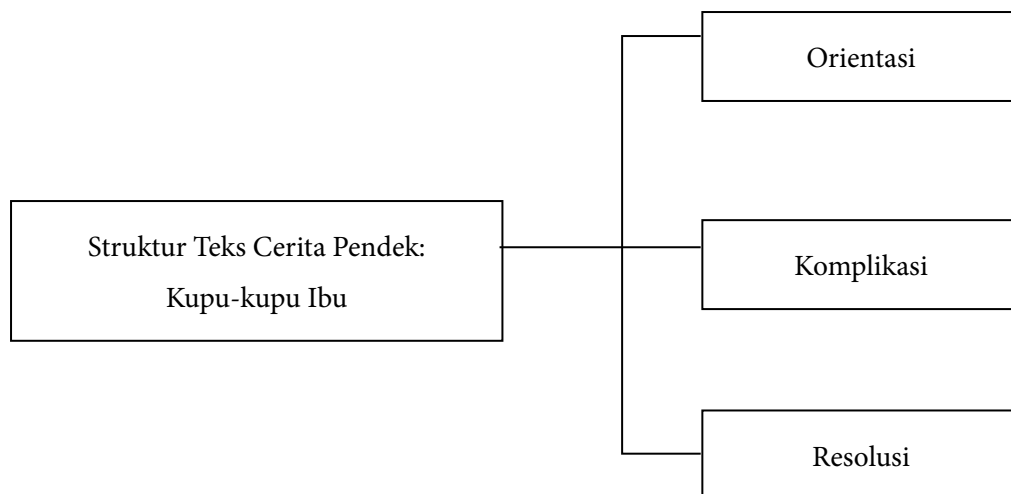 Orientasi
Struktur Teks Cerita Pendek:
Kupu-kupu Ibu
Komplikasi
Resolusi